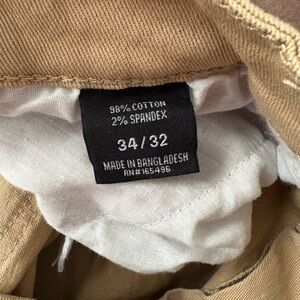 98% COTTON
2% SPANDEX
34/32
MADE IN BANGLADESH
RN#165496